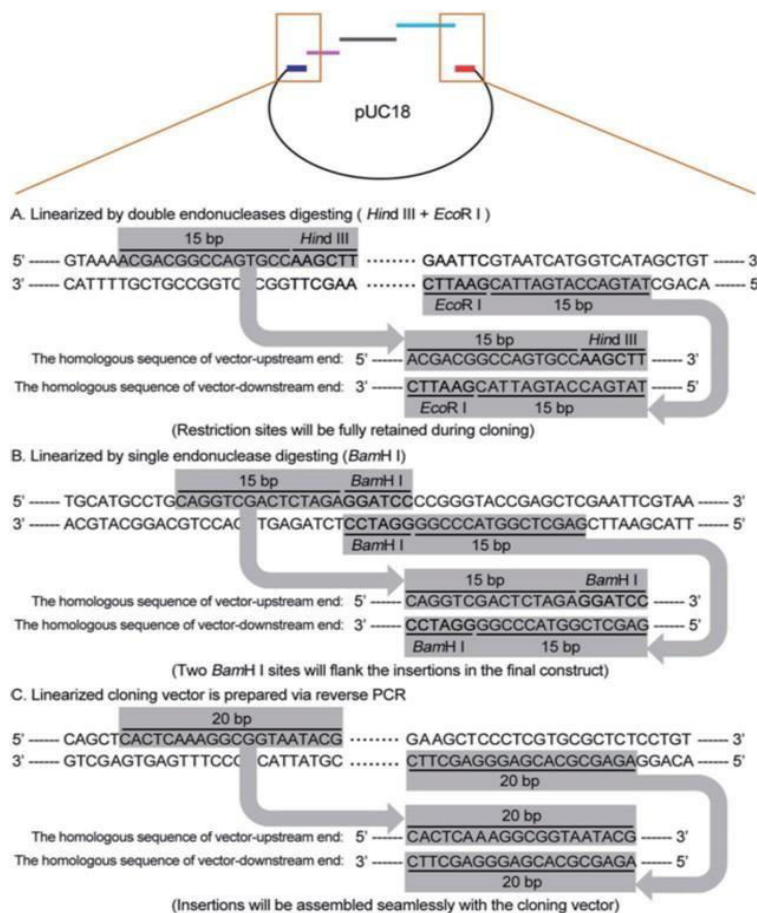 pUC18
A. Linearized by double endonucleases digesting ( Hind III + EcoR I )
15 bp Hind III
5' ------ GTAAAACGACGGCCAGTGCCAAGCTT ········ GAATTCGTAATCATGGTCATAGCTGT ------ 3'
3' ------ CATTTTGCTGCCGGTC CGGTTCGAA ········ CTTAAGCATTAGTACCAGTATCGACA ------ 5'
EcoR I 15 bp
15 bp Hind III
The homologous sequence of vector-upstream end: 5' ------ ACGACGGCCAGTGCCAAGCTT ------ 3'
The homologous sequence of vector-downstream end: 3' ------ CTTAAGCATTAGTACCAGTAT ------ 5'
EcoR I 15 bp
(Restriction sites will be fully retained during cloning)
B. Linearized by single endonuclease digesting (BamH I)
15 bp BamH I
5' ------ TGCATGCCTGCAGGTCGACTCTAGAGGATCCCCGGGTACCGAGCTCGAATTCGTAA ------ 3'
3' ------ ACGTACGGACGTCCAG TGAGATCTCCTAGGGGCCCATGGCTCGAGCTTAAGCATT ------ 5'
BamH I 15 bp
15 bp BamH I
The homologous sequence of vector-upstream end: 5' ------ CAGGTCGACTCTAGAGGATCC ------ 3'
The homologous sequence of vector-downstream end: 3' ------ CCTAGGGGCCCATGGCTCGAG ------ 5'
BamH I 15 bp
(Two BamH I sites will flank the insertions in the final construct)
C. Linearized cloning vector is prepared via reverse PCR
20 bp
5' ------ CAGCTCACTCAAAGGCGGTAATACG ········ GAAGCTCCCTCGTGCGCTCTCCTGT ------ 3'
3' ------ GTCGAGTGAGTTTCCG CATTATGC ········ CTTCGAGGGAGCACGCGAGAGGACA ------ 5'
20 bp
20 bp
The homologous sequence of vector-upstream end: 5' ------ CACTCAAAGGCGGTAATACG ------ 3'
The homologous sequence of vector-downstream end: 3' ------ CTTCGAGGGAGCACGCGAGA ------ 5'
20 bp
(Insertions will be assembled seamlessly with the cloning vector)